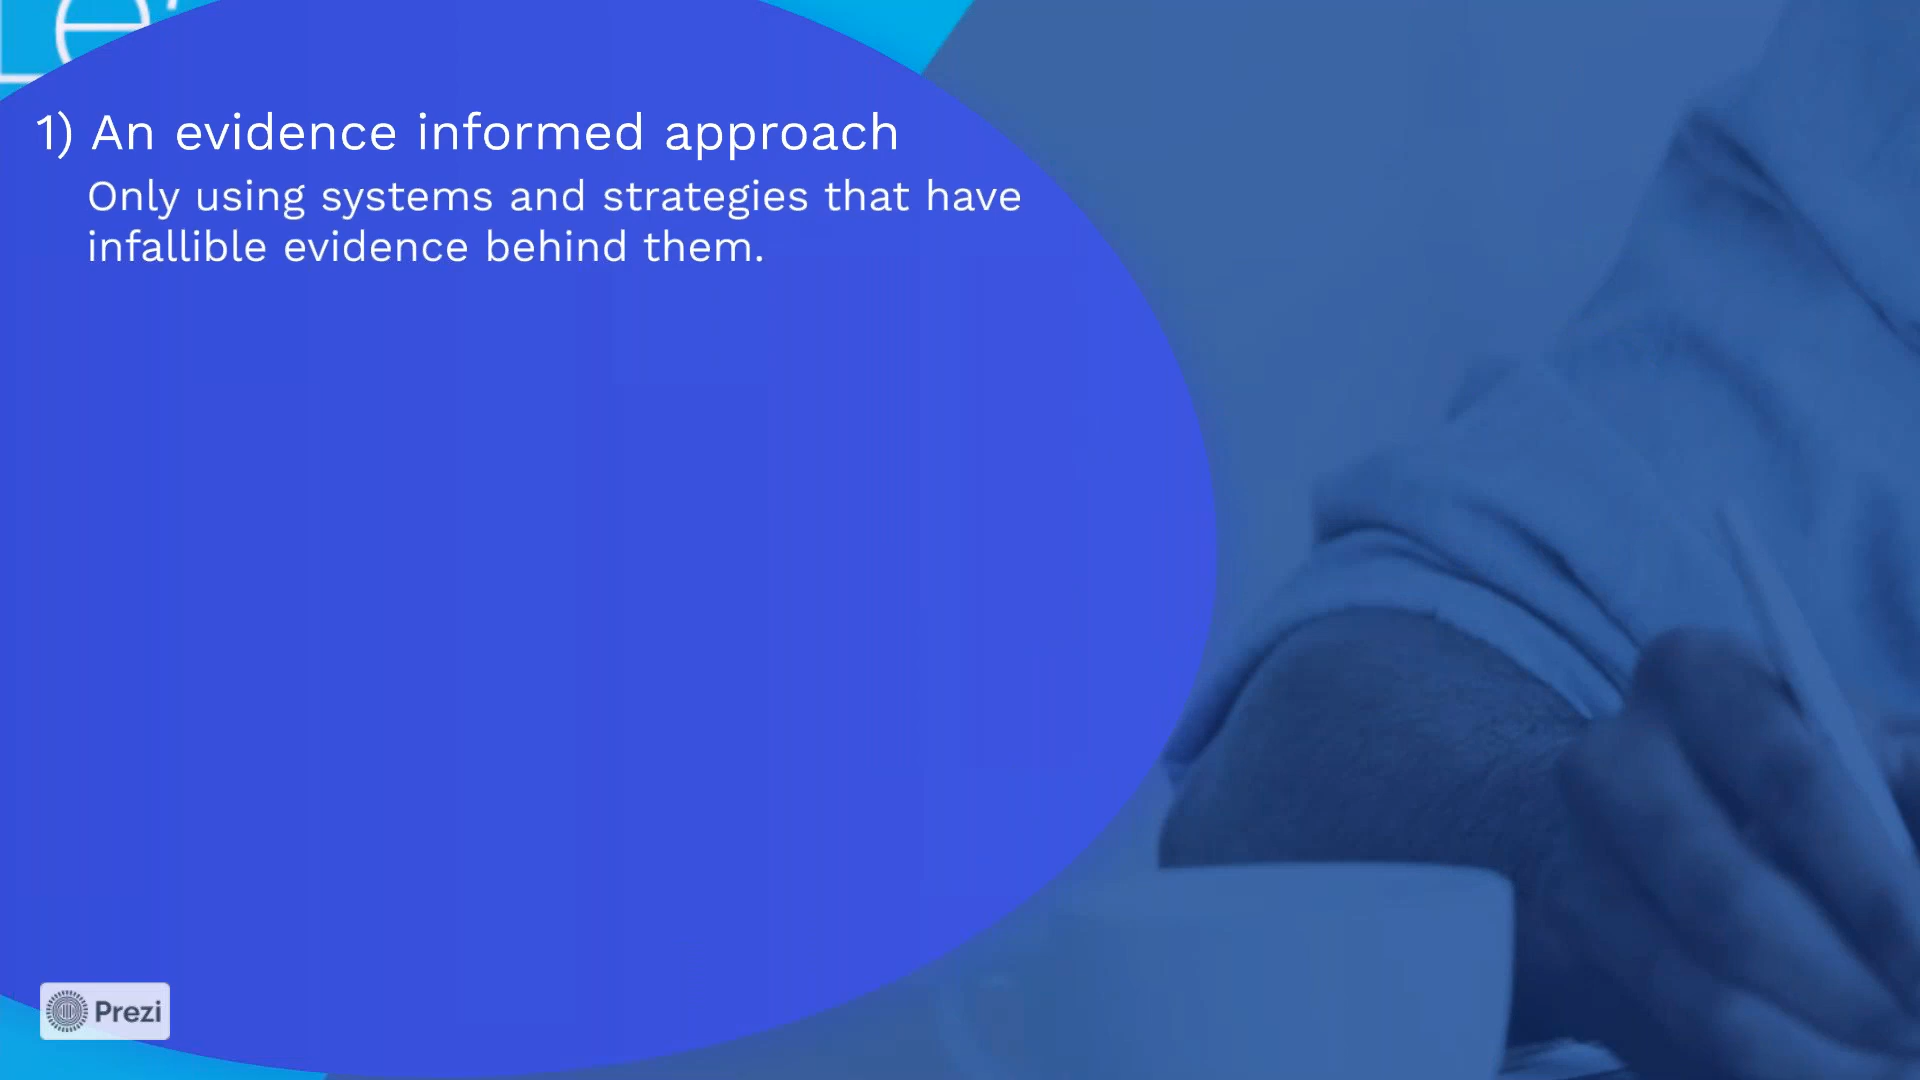 1) An evidence informed approach
Only using systems and strategies that have
infallible evidence behind them.
Prezi